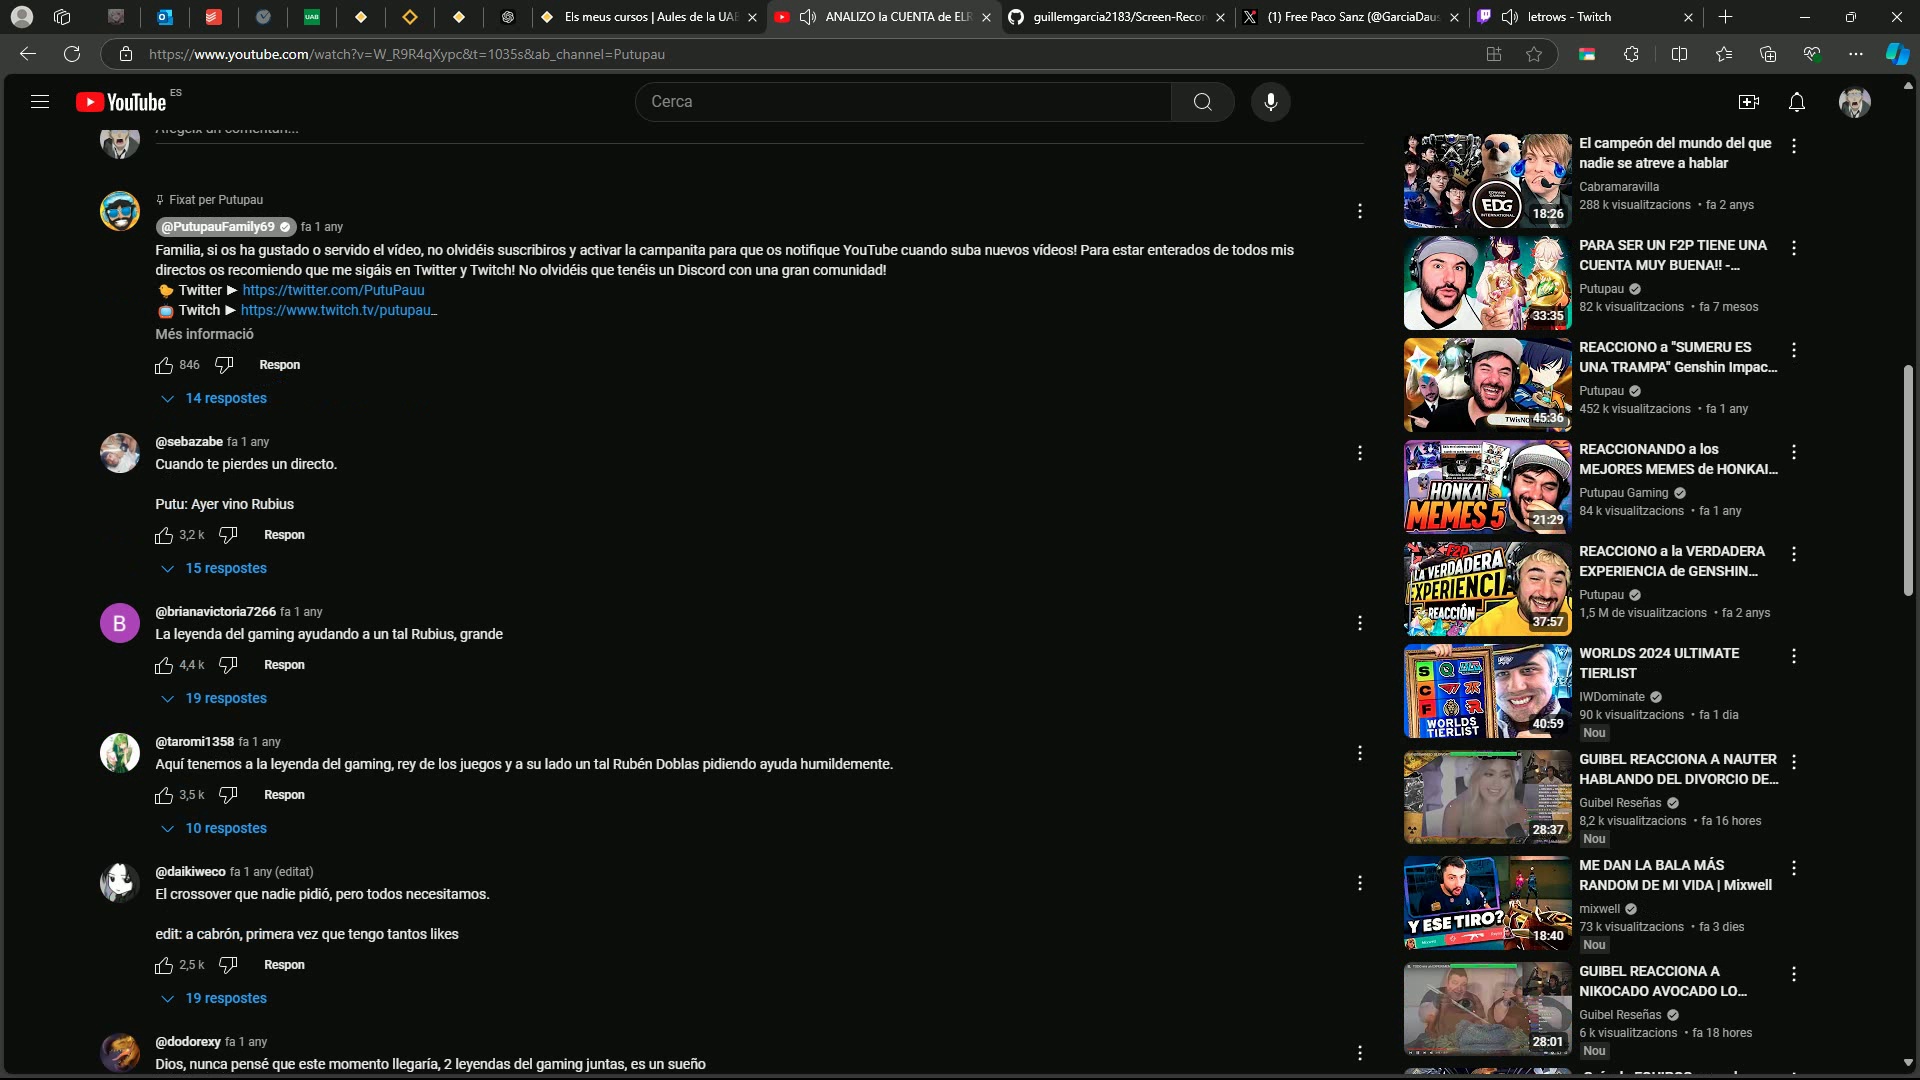 UAB
Els meus cursos | Aules de la UAB
ANALIZO la CUENTA de ELR
guillemgarcia2183/Screen-Recor
(1) Free Paco Sanz (@GarciaDaus
letrows - Twitch
https://www.youtube.com/watch?v=W_R9R4qXypc&t=1035s&ab_channel=Putupau
YouTube ES
Cerca
Afegeix un comentari...
Fixat per Putupau
@PutupauFamily69 fa 1 any
Familia, si os ha gustado o servido el vídeo, no olvidéis suscribiros y activar la campanita para que os notifique YouTube cuando suba nuevos vídeos! Para estar enterados de todos mis
directos os recomiendo que me sigáis en Twitter y Twitch! No olvidéis que tenéis un Discord con una gran comunidad!
Twitter ► https://twitter.com/PutuPauu
Twitch ► https://www.twitch.tv/putupau_
Més informació
846 Respon
14 respostes
@sebazabe fa 1 any
Cuando te pierdes un directo.
Putu: Ayer vino Rubius
3,2 k Respon
15 respostes
B
@brianavictoria7266 fa 1 any
La leyenda del gaming ayudando a un tal Rubius, grande
4,4 k Respon
19 respostes
@taromi1358 fa 1 any
Aquí tenemos a la leyenda del gaming, rey de los juegos y a su lado un tal Rubén Doblas pidiendo ayuda humildemente.
3,5 k Respon
10 respostes
@daikiweco fa 1 any (editat)
El crossover que nadie pidió, pero todos necesitamos.
edit: a cabrón, primera vez que tengo tantos likes
2,5 k Respon
19 respostes
@dodorexy fa 1 any
Dios, nunca pensé que este momento llegaría, 2 leyendas del gaming juntas, es un sueño
EDG
18:26
El campeón del mundo del que
nadie se atreve a hablar
Cabramaravilla
288 k visualitzacions • fa 2 anys
33:35
PARA SER UN F2P TIENE UNA
CUENTA MUY BUENA!! -...
Putupau
82 k visualitzacions • fa 7 mesos
45:36
REACCIONO a "SUMERU ES
UNA TRAMPA" Genshin Impac...
Putupau
452 k visualitzacions • fa 1 any
HONKAI
MEMES 5
21:29
REACCIONANDO a los
MEJORES MEMES de HONKAI...
Putupau Gaming
84 k visualitzacions • fa 1 any
F2P
LA VERDADERA
EXPERIENCIA
REACCIÓN
37:57
REACCIONO a la VERDADERA
EXPERIENCIA de GENSHIN...
Putupau
1,5 M de visualitzacions • fa 2 anys
S
C
F
WORLDS
TIERLIST
40:59
WORLDS 2024 ULTIMATE
TIERLIST
IWDominate
90 k visualitzacions • fa 1 dia
Nou
28:37
GUIBEL REACCIONA A NAUTER
HABLANDO DEL DIVORCIO DE...
Guibel Reseñas
8,2 k visualitzacions • fa 16 hores
Nou
Y ESE TIRO?
18:40
ME DAN LA BALA MÁS
RANDOM DE MI VIDA | Mixwell
mixwell
73 k visualitzacions • fa 3 dies
Nou
28:01
GUIBEL REACCIONA A
NIKOCADO AVOCADO LO...
Guibel Reseñas
6 k visualitzacions • fa 18 hores
Nou